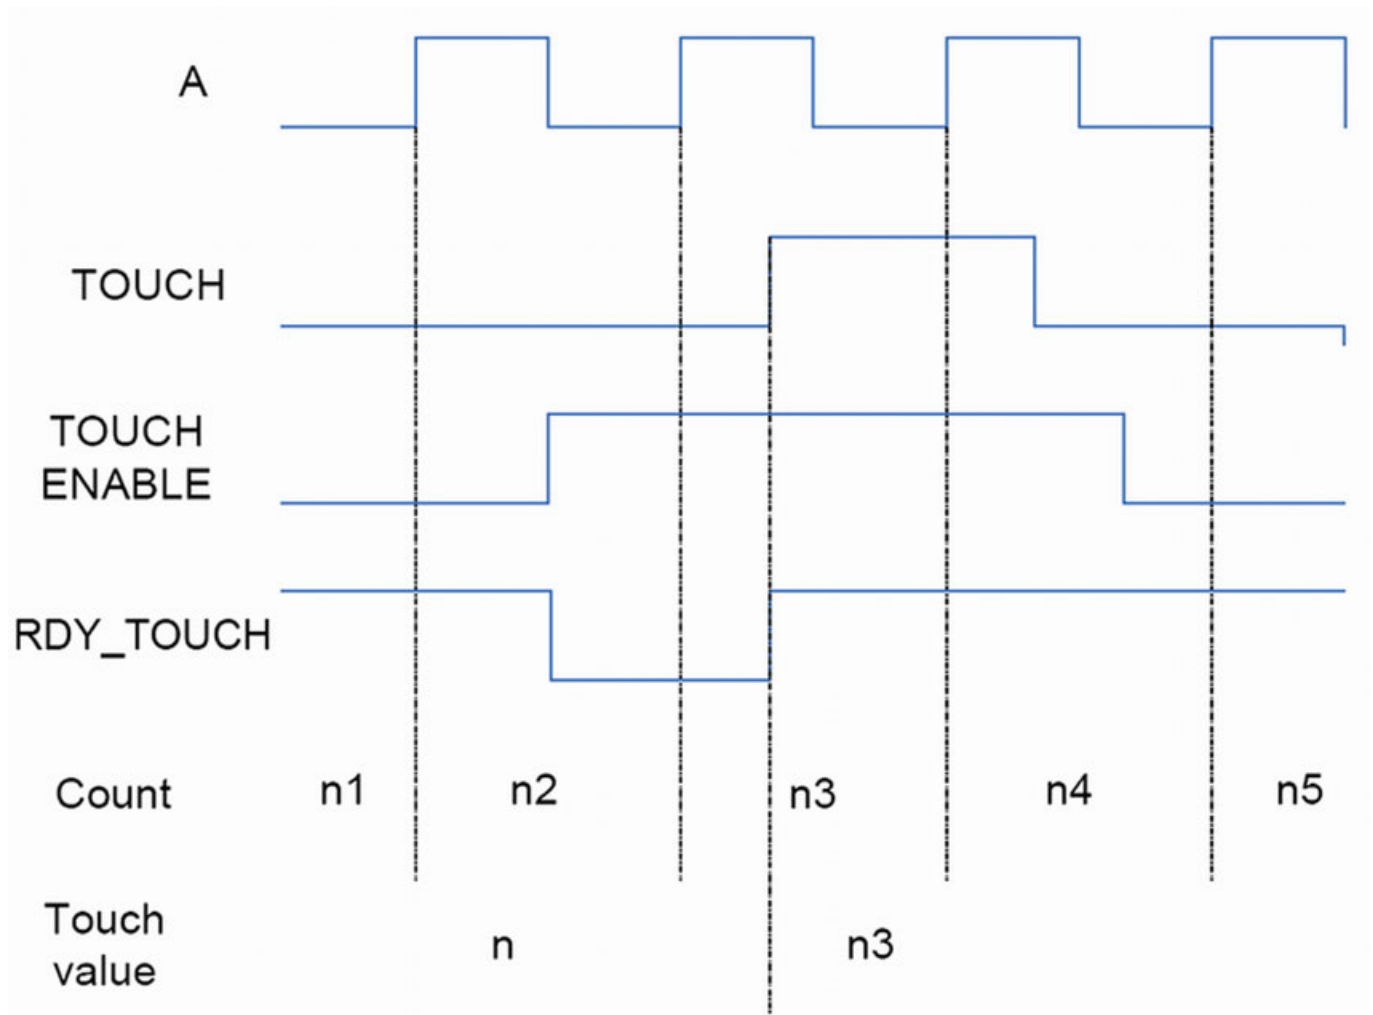 A
TOUCH
TOUCH
ENABLE
RDY_TOUCH
Count n1 n2 n3 n4 n5
Touch
value n n3